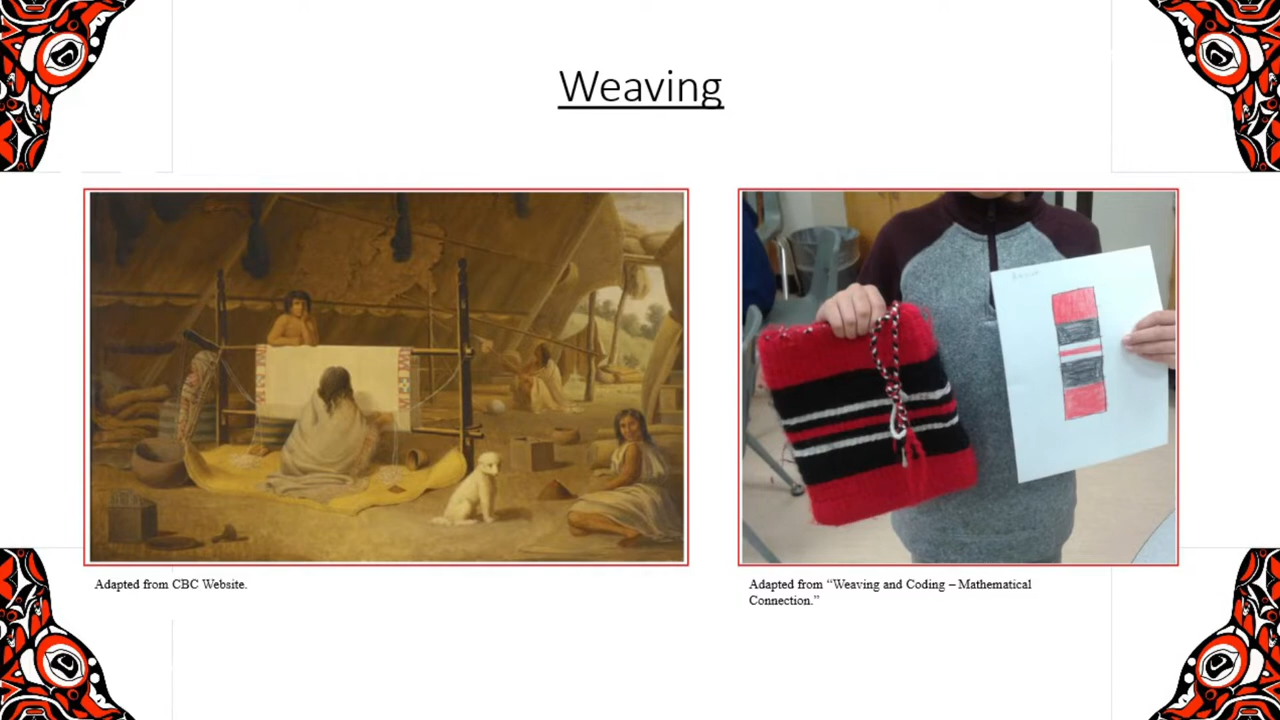 Weaving
Adapted from CBC Website.
Adapted from “Weaving and Coding – Mathematical
Connection.”